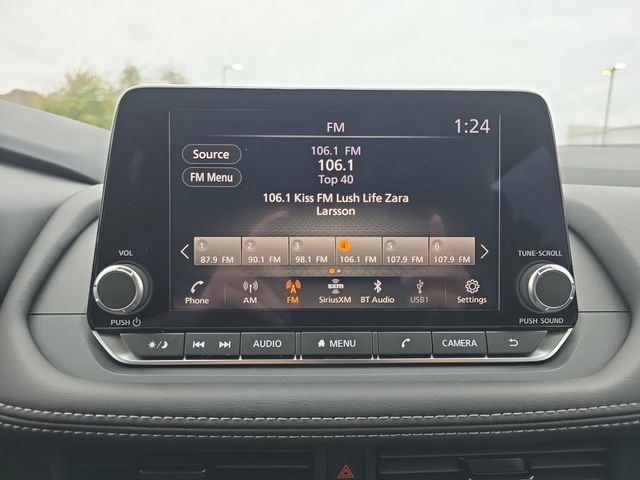 FM
1:24
Source
106.1 FM
106.1
FM Menu
Top 40
106.1 Kiss FM Lush Life Zara
Larsson
1 2 3 4 5 6
87.9 FM 90.1 FM 98.1 FM 106.1 FM 107.9 FM 107.9 FM
Phone AM FM sxm SiriusXM BT Audio USB1 Settings
VOL
TUNE-SCROLL
PUSH
PUSH SOUND
AUDIO MENU CAMERA